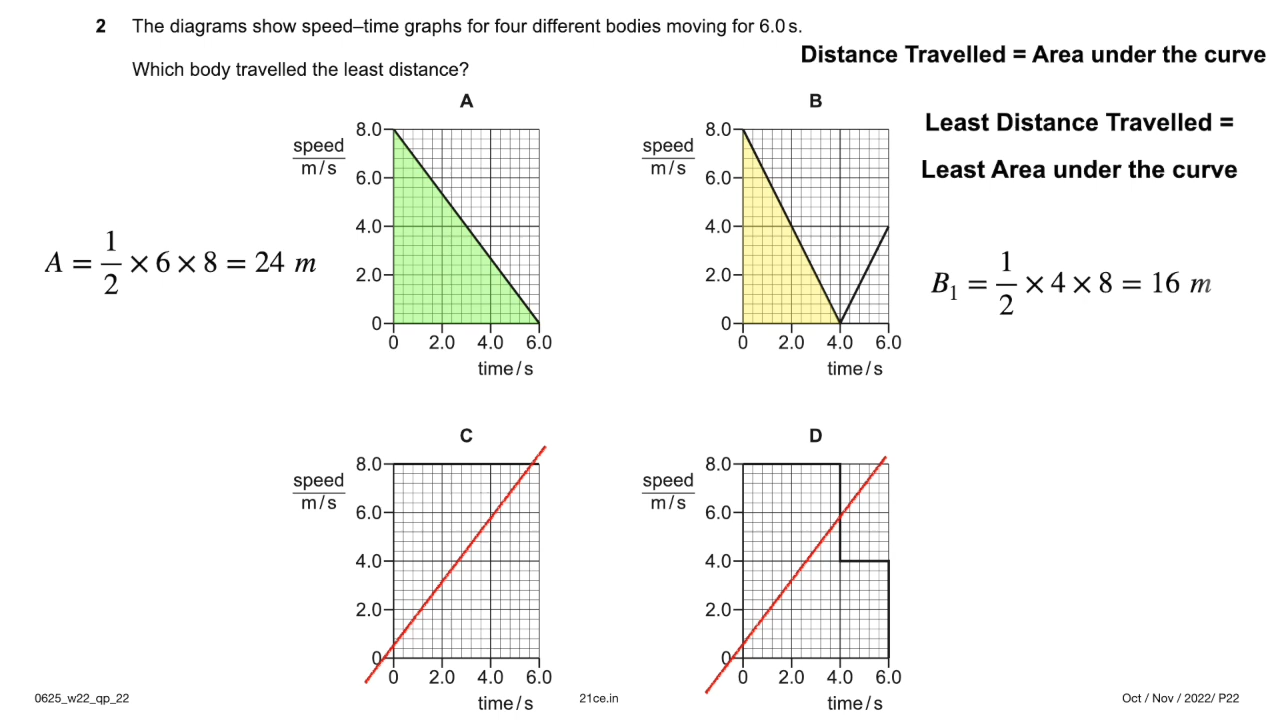 2 The diagrams show speed–time graphs for four different bodies moving for 6.0 s.
Distance Travelled = Area under the curve
Which body travelled the least distance?
A
speed
m/s
8.0
6.0
4.0
2.0
0
0 2.0 4.0 6.0
time/s
A = 1/2 × 6 × 8 = 24 m
B
speed
m/s
8.0
6.0
4.0
2.0
0
0 2.0 4.0 6.0
time/s
Least Distance Travelled =
Least Area under the curve
B₁ = 1/2 × 4 × 8 = 16 m
C
speed
m/s
8.0
6.0
4.0
2.0
0
0 2.0 4.0 6.0
time/s
D
speed
m/s
8.0
6.0
4.0
2.0
0
0 2.0 4.0 6.0
time/s
0625_w22_qp_22
21ce.in
Oct / Nov / 2022/ P22